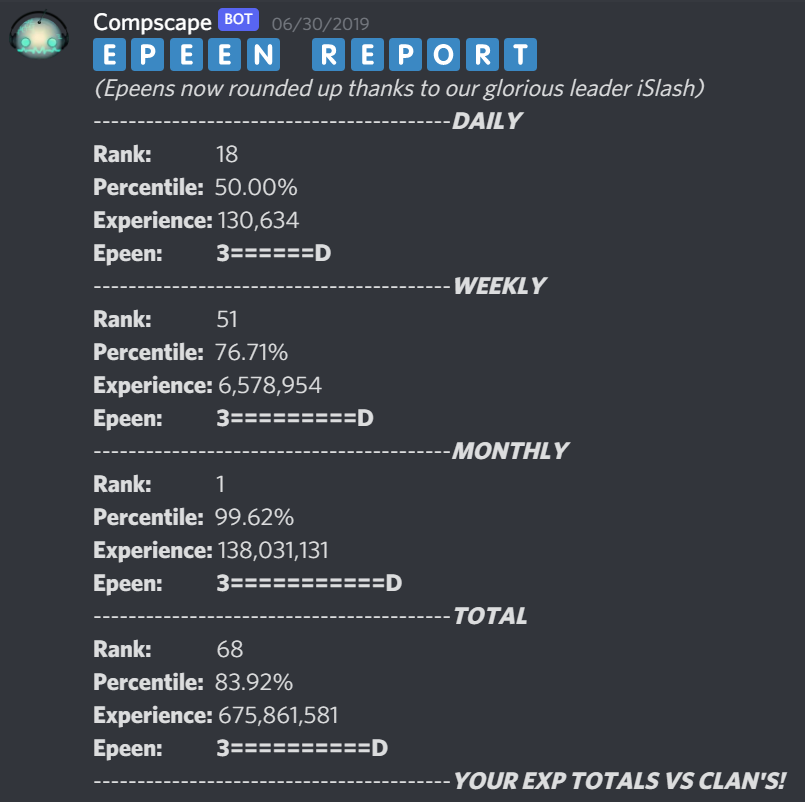 Compscape BOT 06/30/2019
E P E E N R E P O R T
(Epeens now rounded up thanks to our glorious leader iSlash)
-----------------------------------------DAILY
Rank: 18
Percentile: 50.00%
Experience: 130,634
Epeen: 3======D
-----------------------------------------WEEKLY
Rank: 51
Percentile: 76.71%
Experience: 6,578,954
Epeen: 3=========D
-----------------------------------------MONTHLY
Rank: 1
Percentile: 99.62%
Experience: 138,031,131
Epeen: 3===========D
-----------------------------------------TOTAL
Rank: 68
Percentile: 83.92%
Experience: 675,861,581
Epeen: 3==========D
-----------------------------------------YOUR EXP TOTALS VS CLAN'S!